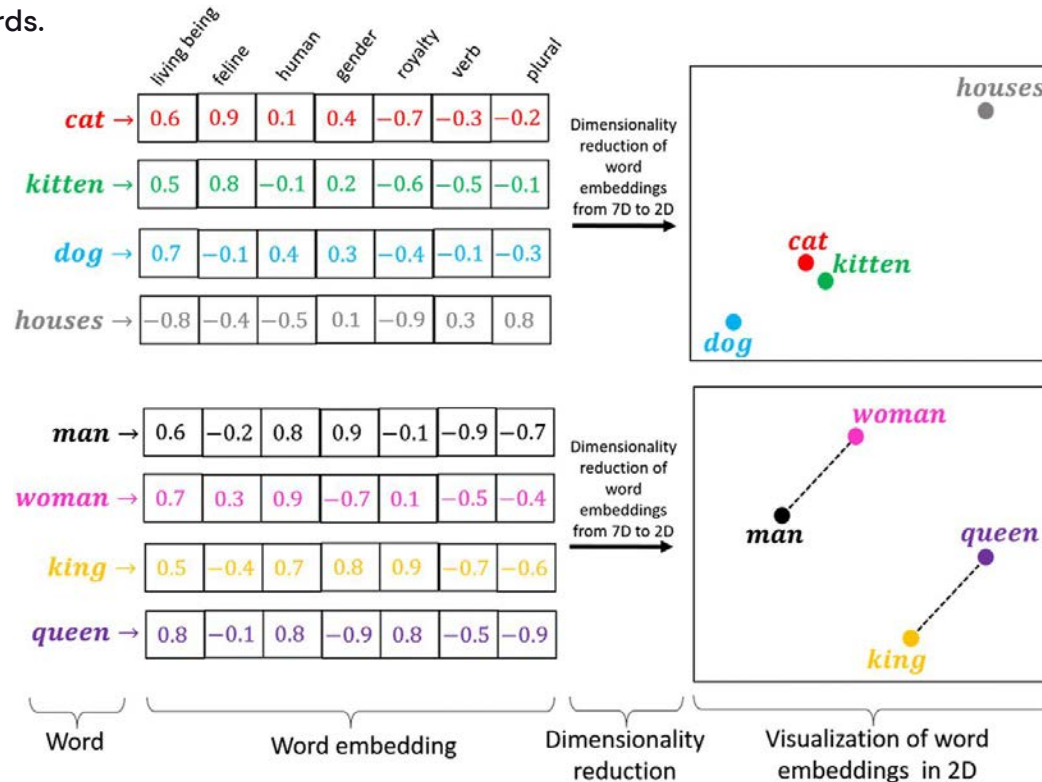 rds.
living being feline human gender royalty verb plural
cat → 0.6 0.9 0.1 0.4 −0.7 −0.3 −0.2
kitten → 0.5 0.8 −0.1 0.2 −0.6 −0.5 −0.1
dog → 0.7 −0.1 0.4 0.3 −0.4 −0.1 −0.3
houses → −0.8 −0.4 −0.5 0.1 −0.9 0.3 0.8
Dimensionality
reduction of
word
embeddings
from 7D to 2D
houses
cat
kitten
dog
man → 0.6 −0.2 0.8 0.9 −0.1 −0.9 −0.7
woman → 0.7 0.3 0.9 −0.7 0.1 −0.5 −0.4
king → 0.5 −0.4 0.7 0.8 0.9 −0.7 −0.6
queen → 0.8 −0.1 0.8 −0.9 0.8 −0.5 −0.9
Dimensionality
reduction of
word
embeddings
from 7D to 2D
woman
man
queen
king
Word
Word embedding
Dimensionality
reduction
Visualization of word
embeddings in 2D